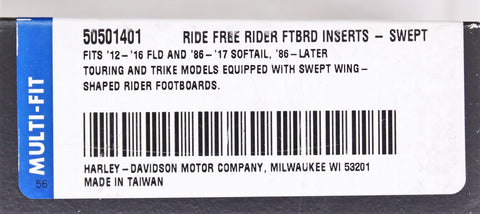 50501401 RIDE FREE RIDER FTBRD INSERTS - SWEPT
FITS '12-'16 FLD AND '86-'17 SOFTAIL, '86-LATER
TOURING AND TRIKE MODELS EQUIPPED WITH SWEPT WING-
SHAPED RIDER FOOTBOARDS.
HARLEY-DAVIDSON MOTOR COMPANY, MILWAUKEE WI 53201
MADE IN TAIWAN
MULTI-FIT
56